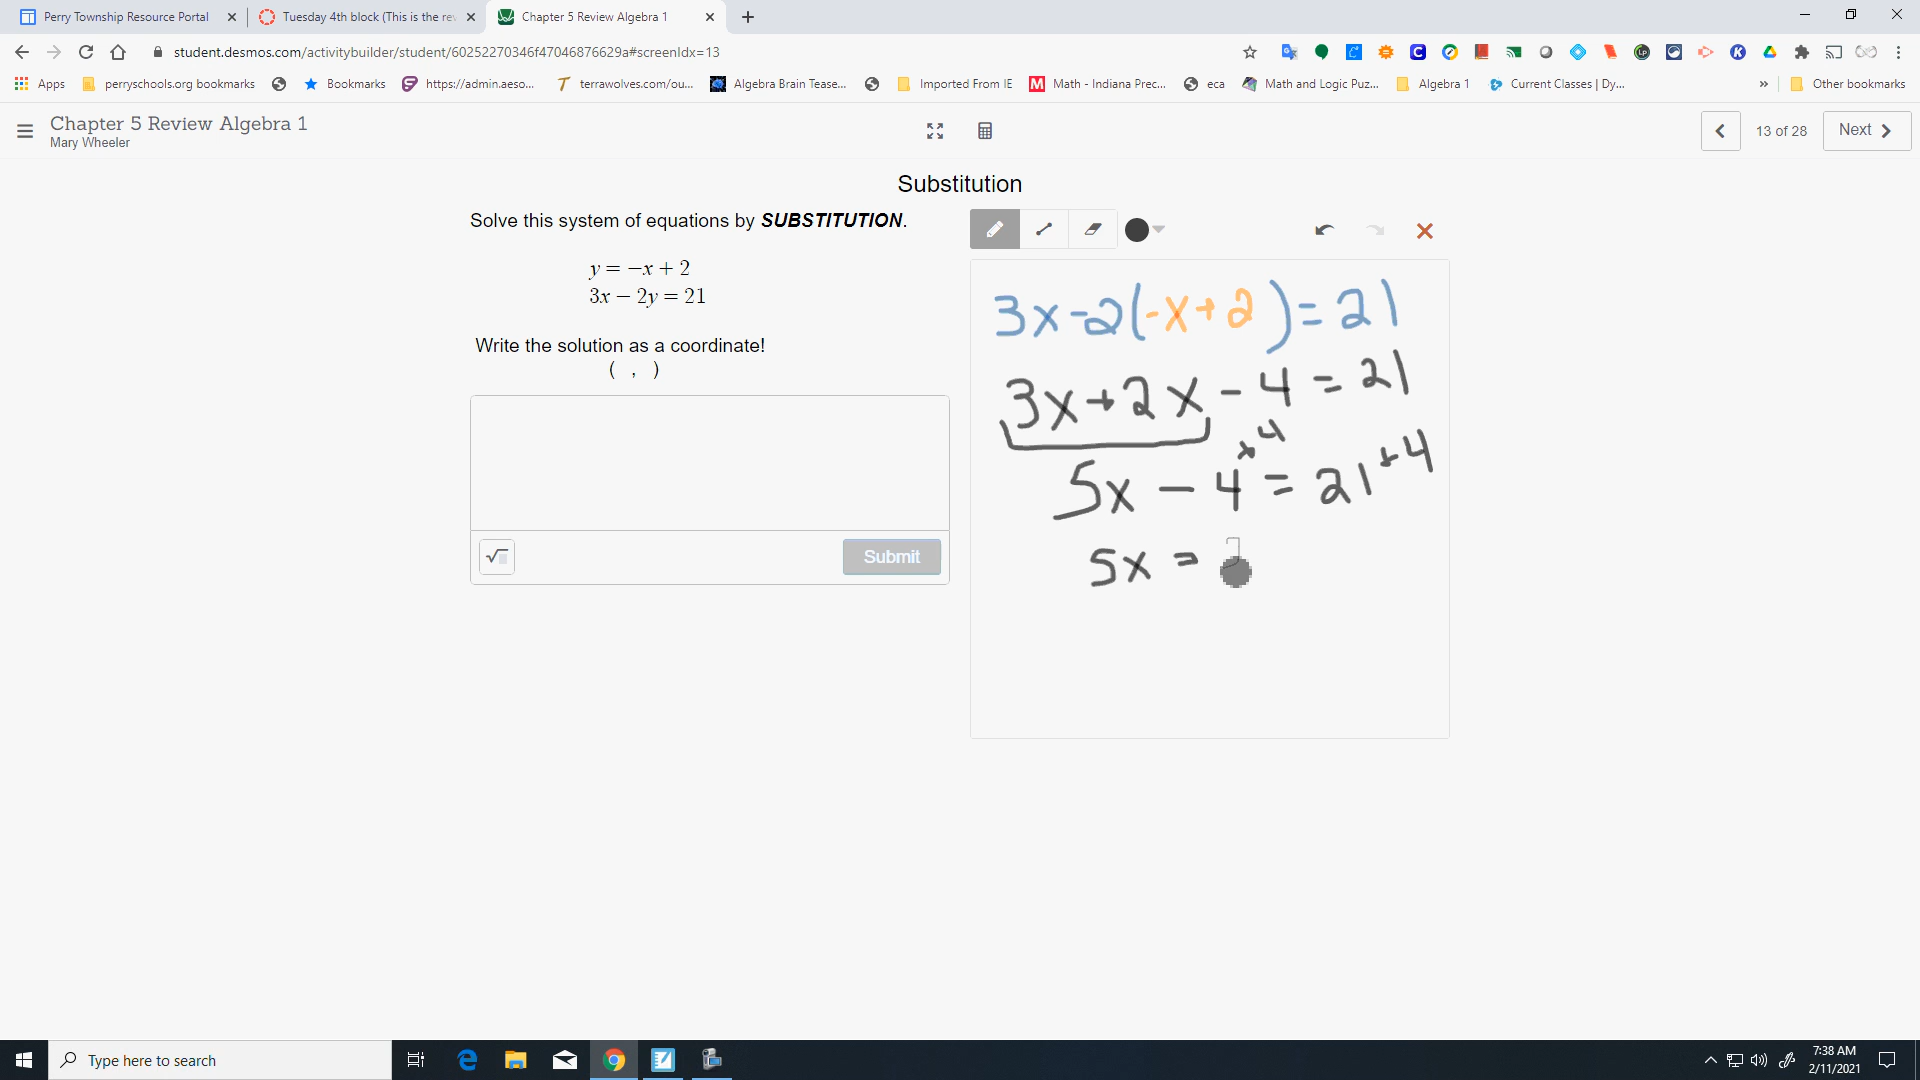 Perry Township Resource Portal
Tuesday 4th block (This is the rev
Chapter 5 Review Algebra 1
student.desmos.com/activitybuilder/student/60252270346f47046876629a#screenIdx=13
Apps
perryschools.org bookmarks
Bookmarks
https://admin.aeso...
terrawolves.com/ou...
Algebra Brain Tease...
Imported From IE
Math - Indiana Prec...
eca
Math and Logic Puz...
Algebra 1
Current Classes | Dy...
»
Other bookmarks
Chapter 5 Review Algebra 1
Mary Wheeler
13 of 28
Next
Substitution
Solve this system of equations by SUBSTITUTION.
y = −x + 2
3x − 2y = 21
Write the solution as a coordinate!
( , )
Submit
3x-2(-x+2)=21
3x+2x-4=21
+4
5x-4=21+4
5x =
Type here to search
7:38 AM
2/11/2021